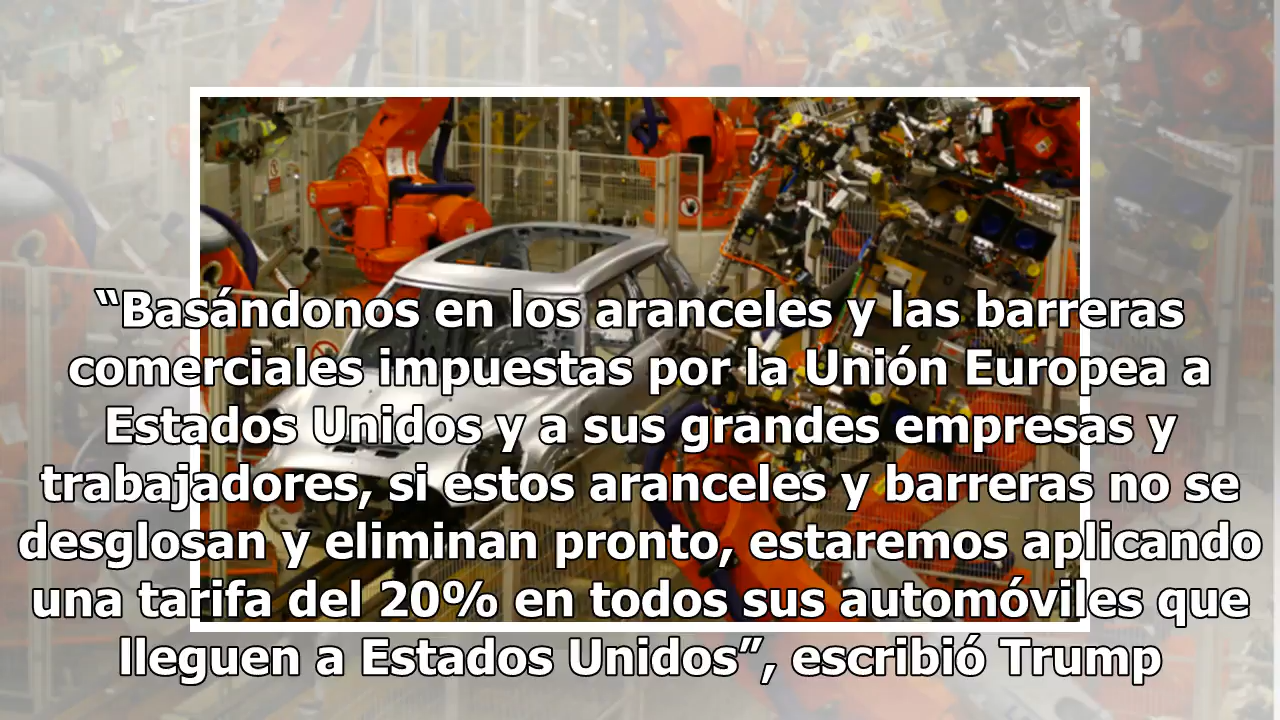 “Basándonos en los aranceles y las barreras
comerciales impuestas por la Unión Europea a
Estados Unidos y a sus grandes empresas y
trabajadores, si estos aranceles y barreras no se
desglosan y eliminan pronto, estaremos aplicando
una tarifa del 20% en todos sus automóviles que
lleguen a Estados Unidos”, escribió Trump